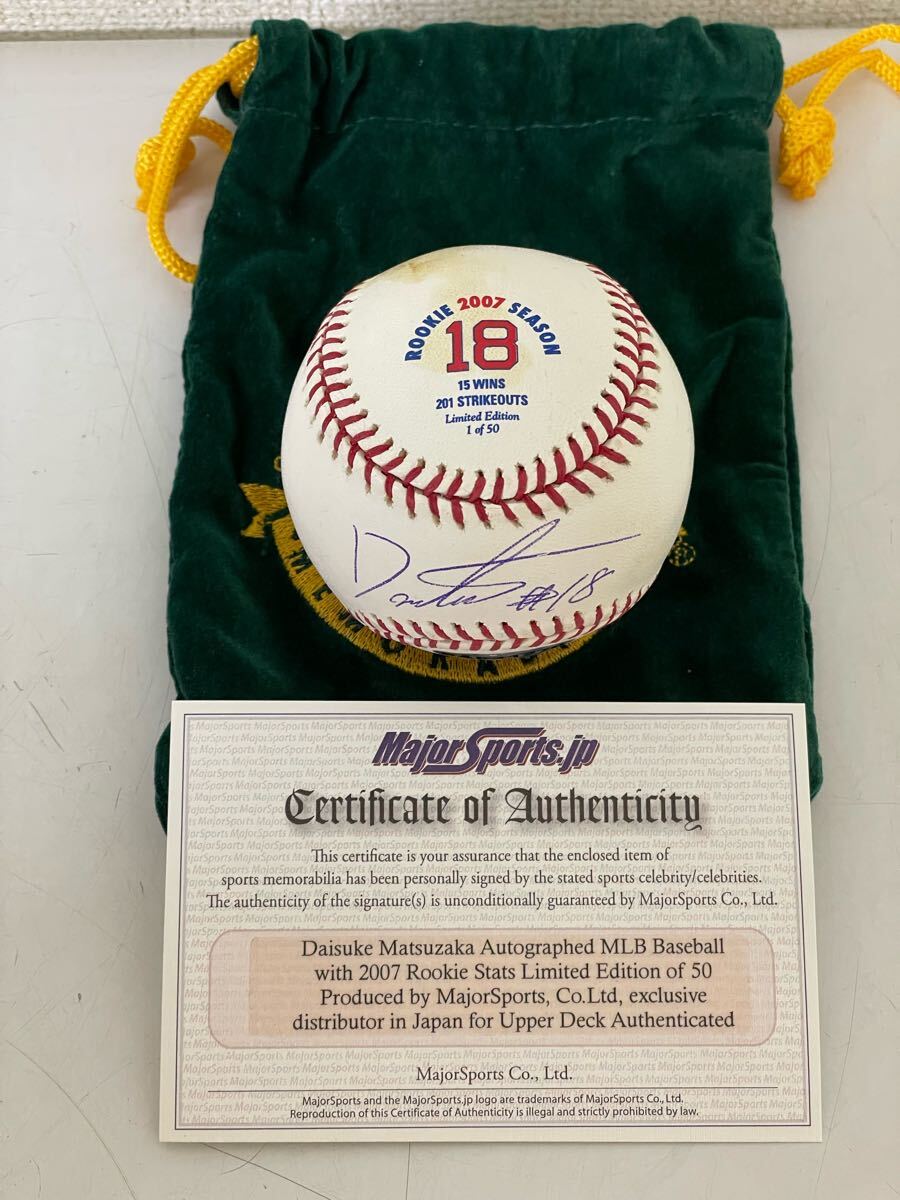 ROOKIE 2007 SEASON
18
15 WINS
201 STRIKEOUTS
Limited Edition
1 of 50
#18
MajorSports.jp
Certificate of Authenticity
This certificate is your assurance that the enclosed item of
sports memorabilia has been personally signed by the stated sports celebrity/celebrities.
The authenticity of the signature(s) is unconditionally guaranteed by MajorSports Co., Ltd.
Daisuke Matsuzaka Autographed MLB Baseball
with 2007 Rookie Stats Limited Edition of 50
Produced by MajorSports, Co.Ltd, exclusive
distributor in Japan for Upper Deck Authenticated
MajorSports Co., Ltd.
MajorSports and the MajorSports.jp logo are trademarks of MajorSports Co., Ltd.
Reproduction of this Certificate of Authenticity is illegal and strictly prohibited by law.